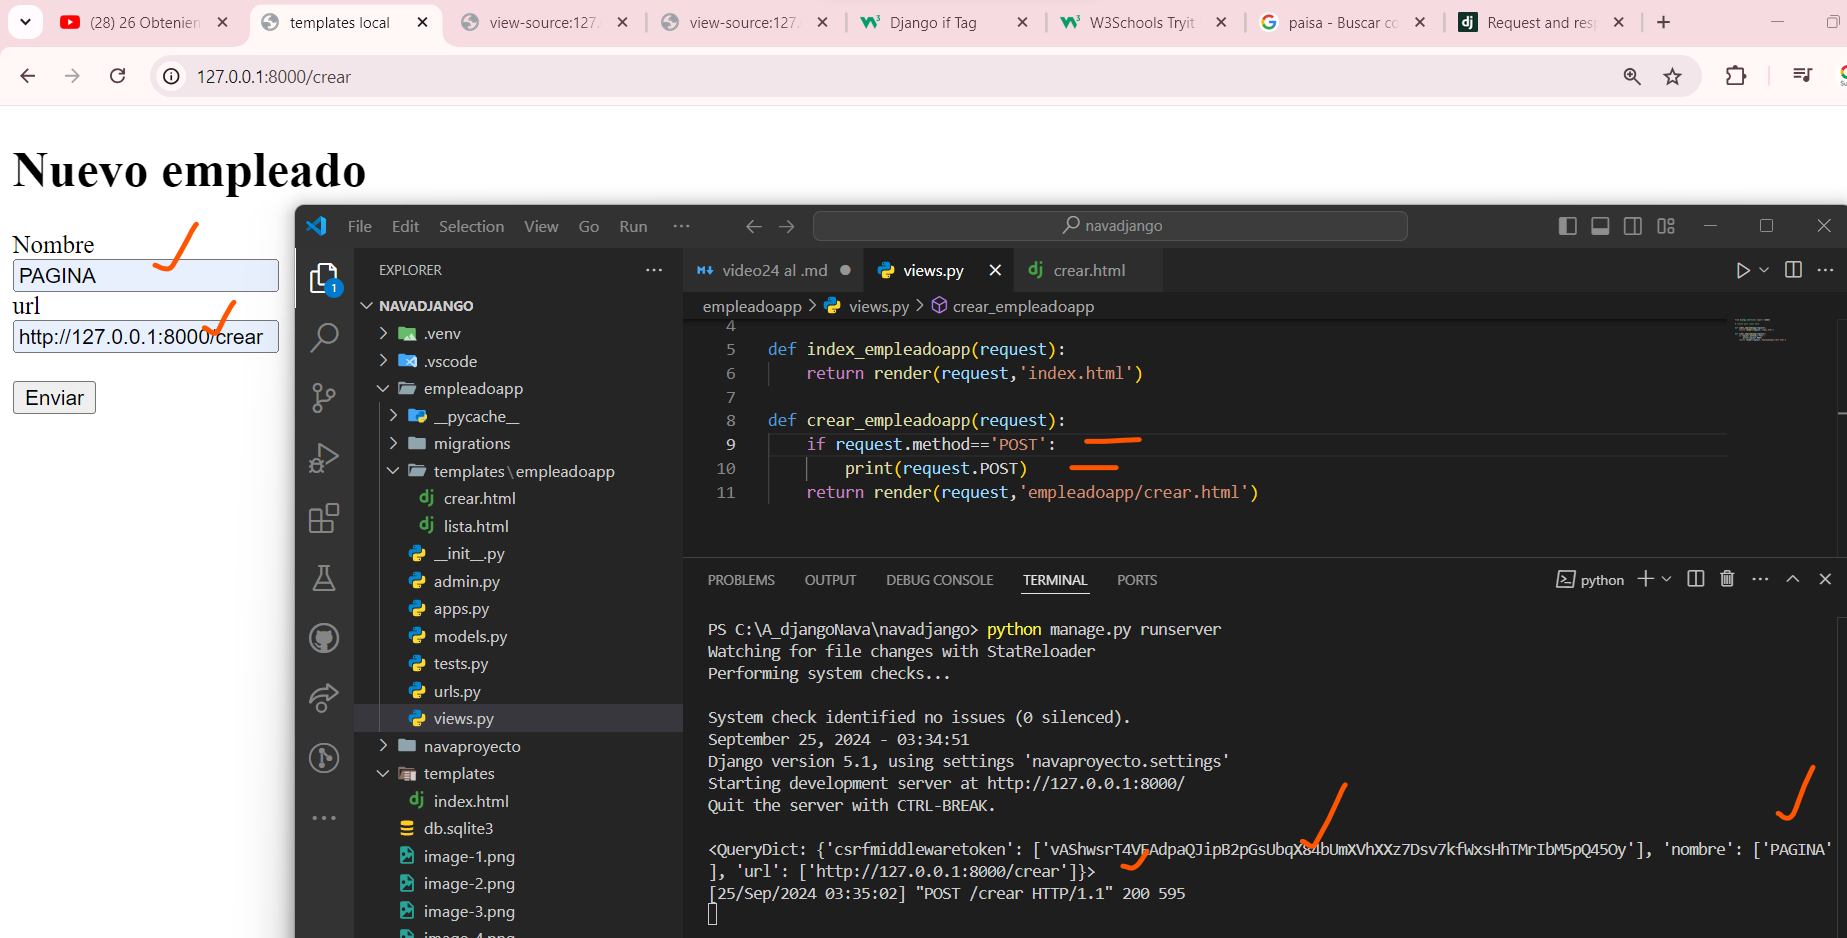 (28) 26 Obtenien
templates local
view-source:127.
view-source:127.
Django if Tag
W3Schools Tryit
paisa - Buscar co
Request and resp
127.0.0.1:8000/crear
Nuevo empleado
Nombre
PAGINA
url
http://127.0.0.1:8000/crear
Enviar
File Edit Selection View Go Run ···
navadjango
EXPLORER
NAVADJANGO
.venv
.vscode
empleadoapp
__pycache__
migrations
templates\empleadoapp
crear.html
lista.html
__init__.py
admin.py
apps.py
models.py
tests.py
urls.py
views.py
navaproyecto
templates
index.html
db.sqlite3
image-1.png
image-2.png
image-3.png
image-4.png
1
video24 al .md
views.py
crear.html
empleadoapp > views.py > crear_empleadoapp
4
5 def index_empleadoapp(request):
6 return render(request,'index.html')
7
8 def crear_empleadoapp(request):
9 if request.method=='POST':
10 print(request.POST)
11 return render(request,'empleadoapp/crear.html')
PROBLEMS OUTPUT DEBUG CONSOLE TERMINAL PORTS
python
PS C:\A_djangoNava\navadjango> python manage.py runserver
Watching for file changes with StatReloader
Performing system checks...
System check identified no issues (0 silenced).
September 25, 2024 - 03:34:51
Django version 5.1, using settings 'navaproyecto.settings'
Starting development server at http://127.0.0.1:8000/
Quit the server with CTRL-BREAK.
<QueryDict: {'csrfmiddlewaretoken': ['vAShwsrT4VFAdpaQJipB2pGsUbqX84bUmXVhXXz7Dsv7kfWxsHhTMrIbM5pQ45Oy'], 'nombre': ['PAGINA'
], 'url': ['http://127.0.0.1:8000/crear']}>
[25/Sep/2024 03:35:02] "POST /crear HTTP/1.1" 200 595